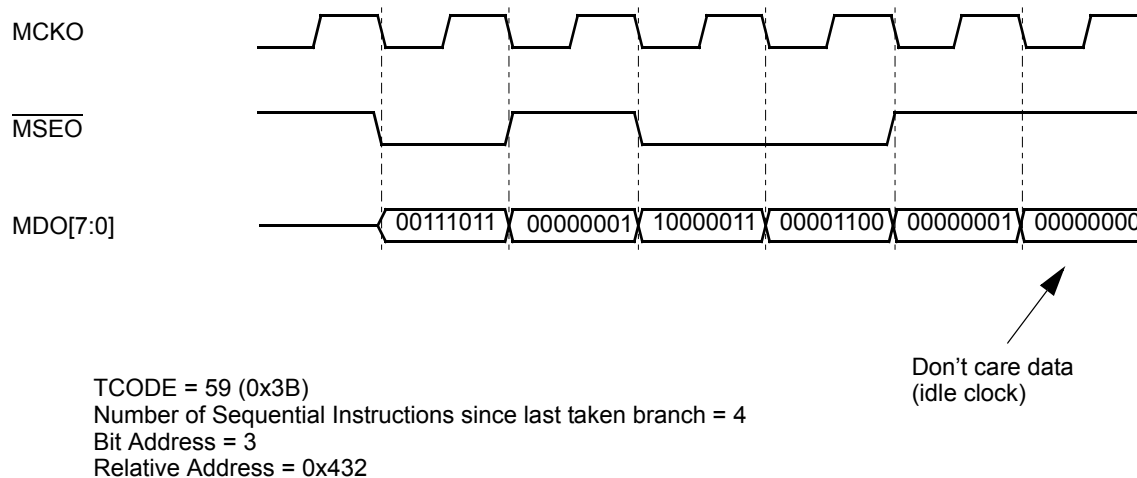 MCKO
MSEO
MDO[7:0]
00111011 00000001 10000011 00001100 00000001 00000000
Don't care data
(idle clock)
TCODE = 59 (0x3B)
Number of Sequential Instructions since last taken branch = 4
Bit Address = 3
Relative Address = 0x432